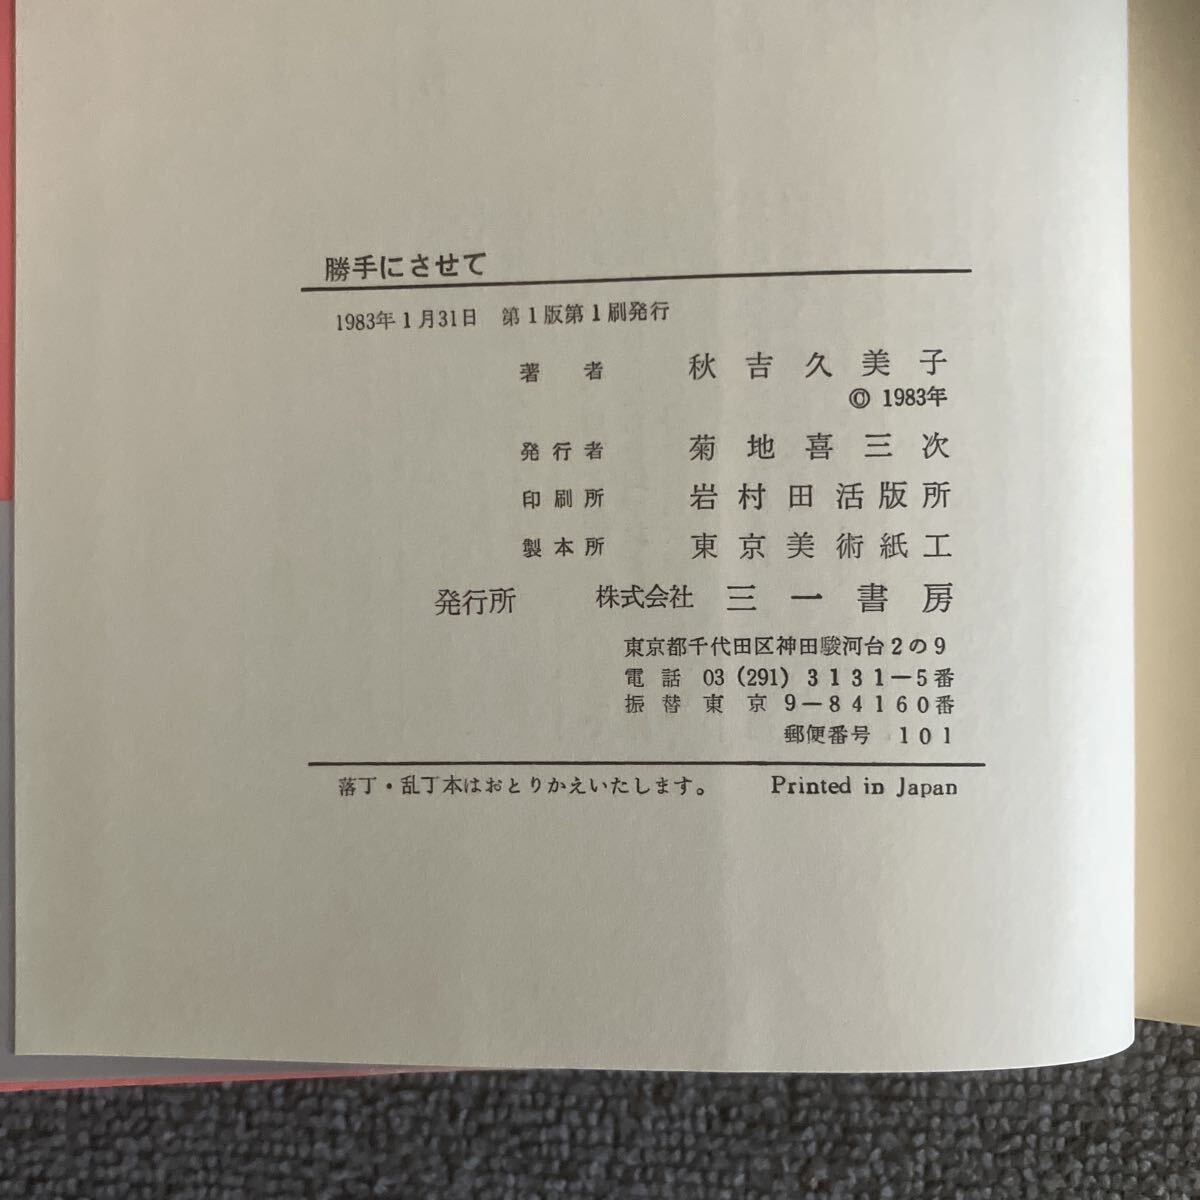 勝手にさせて
1983年1月31日 第1版第1刷発行
著者 秋吉久美子
© 1983年
発行者 菊地喜三次
印刷所 岩村田活版所
製本所 東京美術紙工
発行所 株式会社 三一書房
東京都千代田区神田駿河台2の9
電話 03(291)3131—5番
振替東京 9—84160番
郵便番号 101
落丁・乱丁本はおとりかえいたします。 Printed in Japan